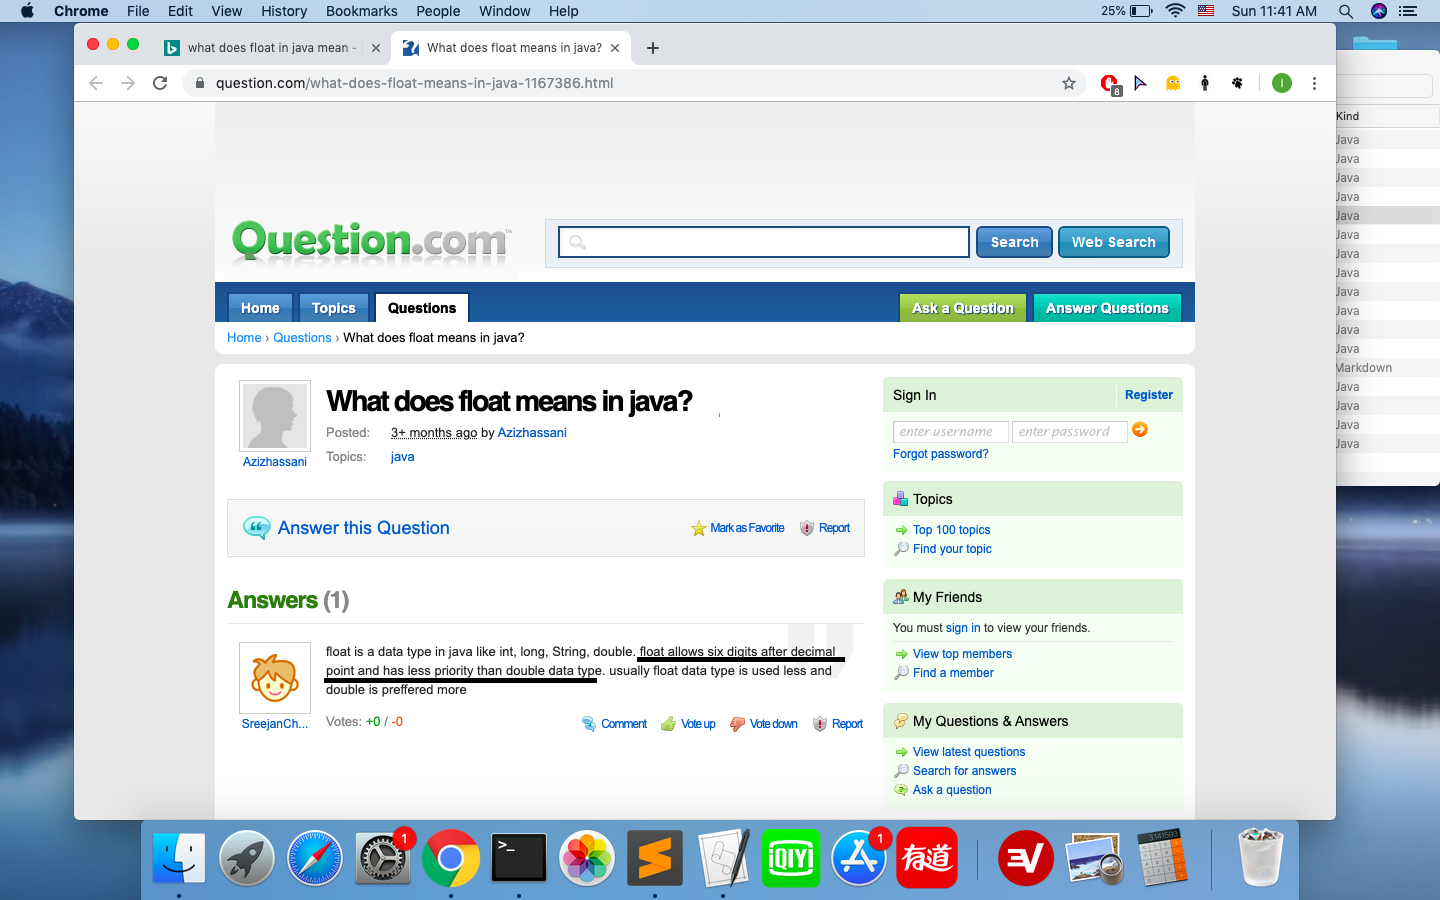 Chrome File Edit View History Bookmarks People Window Help 25% Sun 11:41 AM
what does float in java mean -
What does float means in java?
question.com/what-does-float-means-in-java-1167386.html
8
I
Kind
Java
Java
Java
Java
Java
Java
Java
Java
Java
Java
Java
Java
Markdown
Java
Java
Java
Java
Question.com™
Search Web Search
Home Topics Questions Ask a Question Answer Questions
Home › Questions › What does float means in java?
What does float means in java?
Posted: 3+ months ago by Azizhassani
Topics: java
Azizhassani
Answer this Question Mark as Favorite Report
Answers (1)
float is a data type in java like int, long, String, double. float allows six digits after decimal
point and has less priority than double data type. usually float data type is used less and
double is preffered more
SreejanCh...
Votes: +0 / -0 Comment Vote up Vote down Report
Sign In Register
enter username enter password
Forgot password?
Topics
Top 100 topics
Find your topic
My Friends
You must sign in to view your friends.
View top members
Find a member
My Questions & Answers
View latest questions
Search for answers
Ask a question
1
>_
iQIYI
1
有道
3.141593